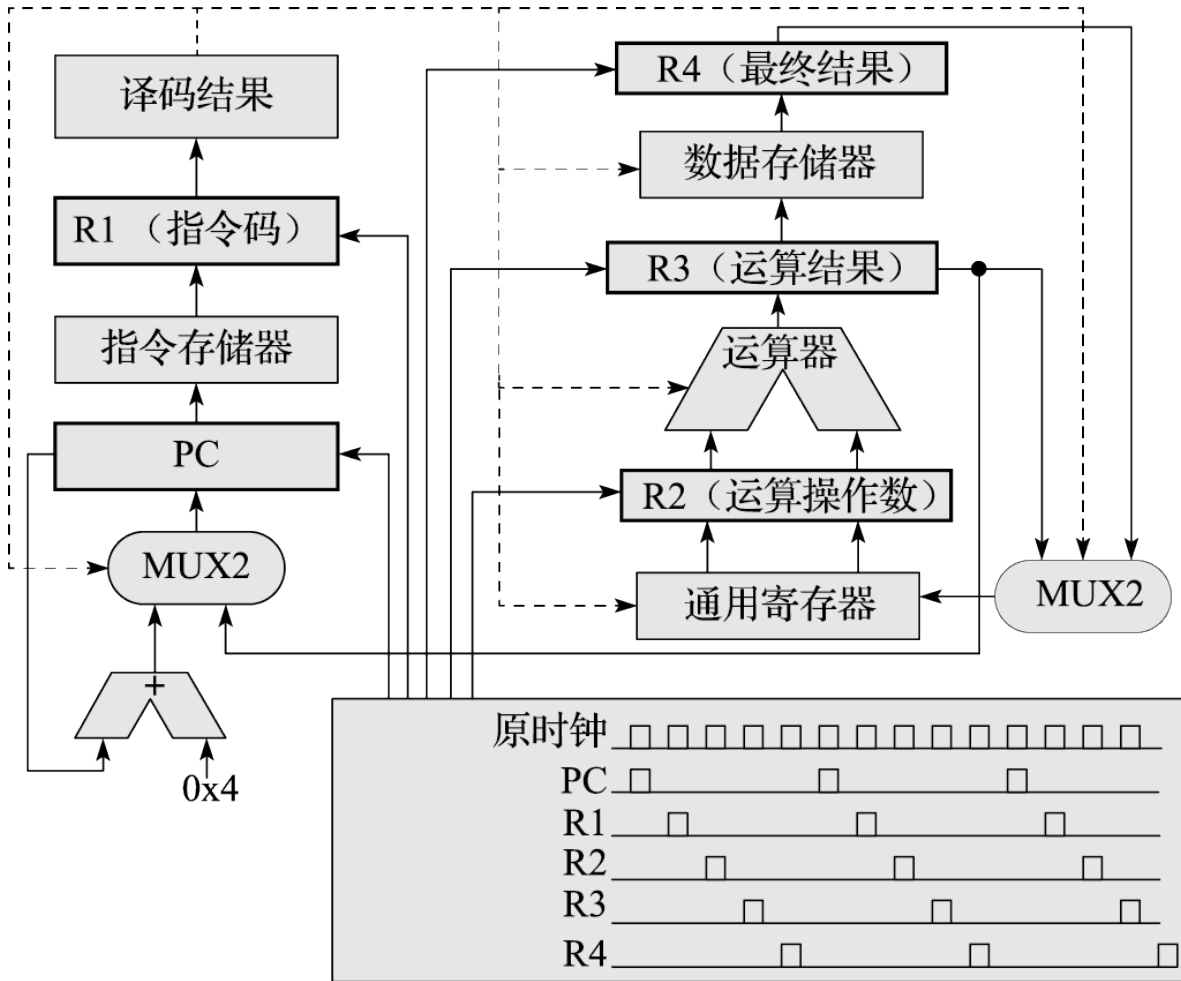 译码结果
R1（指令码）
指令存储器
PC
MUX2
+
0x4
R4（最终结果）
数据存储器
R3（运算结果）
运算器
R2（运算操作数）
通用寄存器
MUX2
原时钟
PC
R1
R2
R3
R4